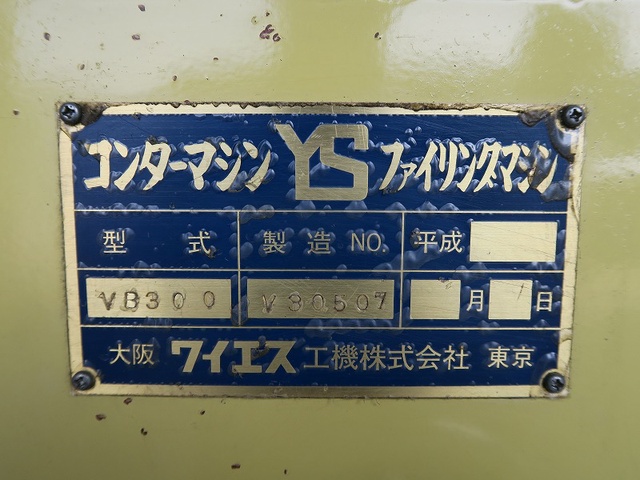 コンターマシン YS ファイリングマシン
型式 製造NO. 平成
VB300 V30507 月 日
大阪 ワイエス工機株式会社 東京